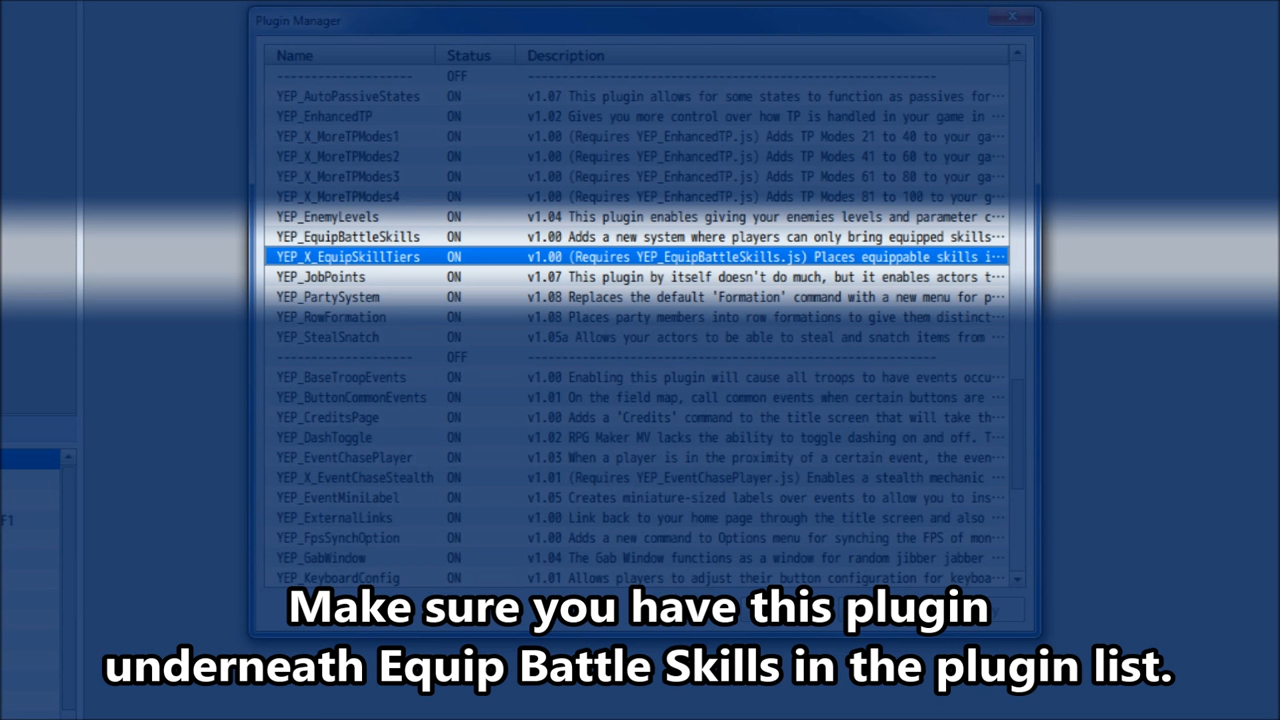 Plugin Manager
Name Status Description
------------------- OFF ---------------------------------------------------------
YEP_AutoPassiveStates ON v1.07 This plugin allows for some states to function as passives for···
YEP_EnhancedTP ON v1.02 Gives you more control over how TP is handled in your game in ···
YEP_X_MoreTPModes1 ON v1.00 (Requires YEP_EnhancedTP.js) Adds TP Modes 21 to 40 to your ga···
YEP_X_MoreTPModes2 ON v1.00 (Requires YEP_EnhancedTP.js) Adds TP Modes 41 to 60 to your ga···
YEP_X_MoreTPModes3 ON v1.00 (Requires YEP_EnhancedTP.js) Adds TP Modes 61 to 80 to your ga···
YEP_X_MoreTPModes4 ON v1.00 (Requires YEP_EnhancedTP.js) Adds TP Modes 81 to 100 to your g···
YEP_EnemyLevels ON v1.04 This plugin enables giving your enemies levels and parameter c···
YEP_EquipBattleSkills ON v1.00 Adds a new system where players can only bring equipped skills···
YEP_X_EquipSkillTiers ON v1.00 (Requires YEP_EquipBattleSkills.js) Places equippable skills i···
YEP_JobPoints ON v1.07 This plugin by itself doesn't do much, but it enables actors t···
YEP_PartySystem ON v1.08 Replaces the default 'Formation' command with a new menu for p···
YEP_RowFormation ON v1.08 Places party members into row formations to give them distinct···
YEP_StealSnatch ON v1.05a Allows your actors to be able to steal and snatch items from ···
------------------- OFF ---------------------------------------------------------
YEP_BaseTroopEvents ON v1.00 Enabling this plugin will cause all troops to have events occu···
YEP_ButtonCommonEvents ON v1.01 On the field map, call common events when certain buttons are ···
YEP_CreditsPage ON v1.00 Adds a 'Credits' command to the title screen that will take th···
YEP_DashToggle ON v1.02 RPG Maker MV lacks the ability to toggle dashing on and off. T···
YEP_EventChasePlayer ON v1.03 When a player is in the proximity of a certain event, the even···
YEP_X_EventChaseStealth ON v1.01 (Requires YEP_EventChasePlayer.js) Enables a stealth mechanic ···
YEP_EventMiniLabel ON v1.05 Creates miniature-sized labels over events to allow you to ins···
F1
YEP_ExternalLinks ON v1.00 Link back to your home page through the title screen and also ···
YEP_FpsSynchOption ON v1.00 Adds a new command to Options menu for synching the FPS of mon···
YEP_GabWindow ON v1.04 The Gab Window functions as a window for random jibber jabber ···
YEP_KeyboardConfig ON v1.01 Allows players to adjust their button configuration for keyboa···
Make sure you have this plugin
underneath Equip Battle Skills in the plugin list.